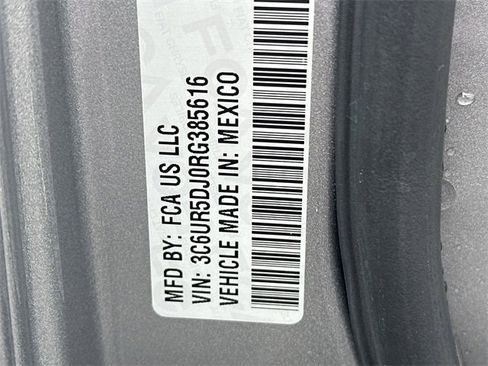 MFD BY: FCA US LLC
VIN: 3C6UR5DJ0RG385616
VEHICLE MADE IN: MEXICO